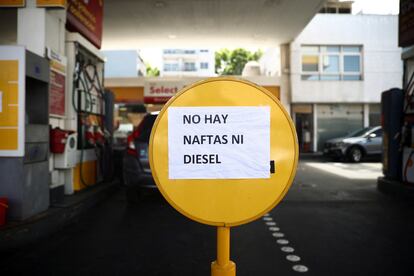 Select
NO HAY
NAFTAS NI
DIESEL